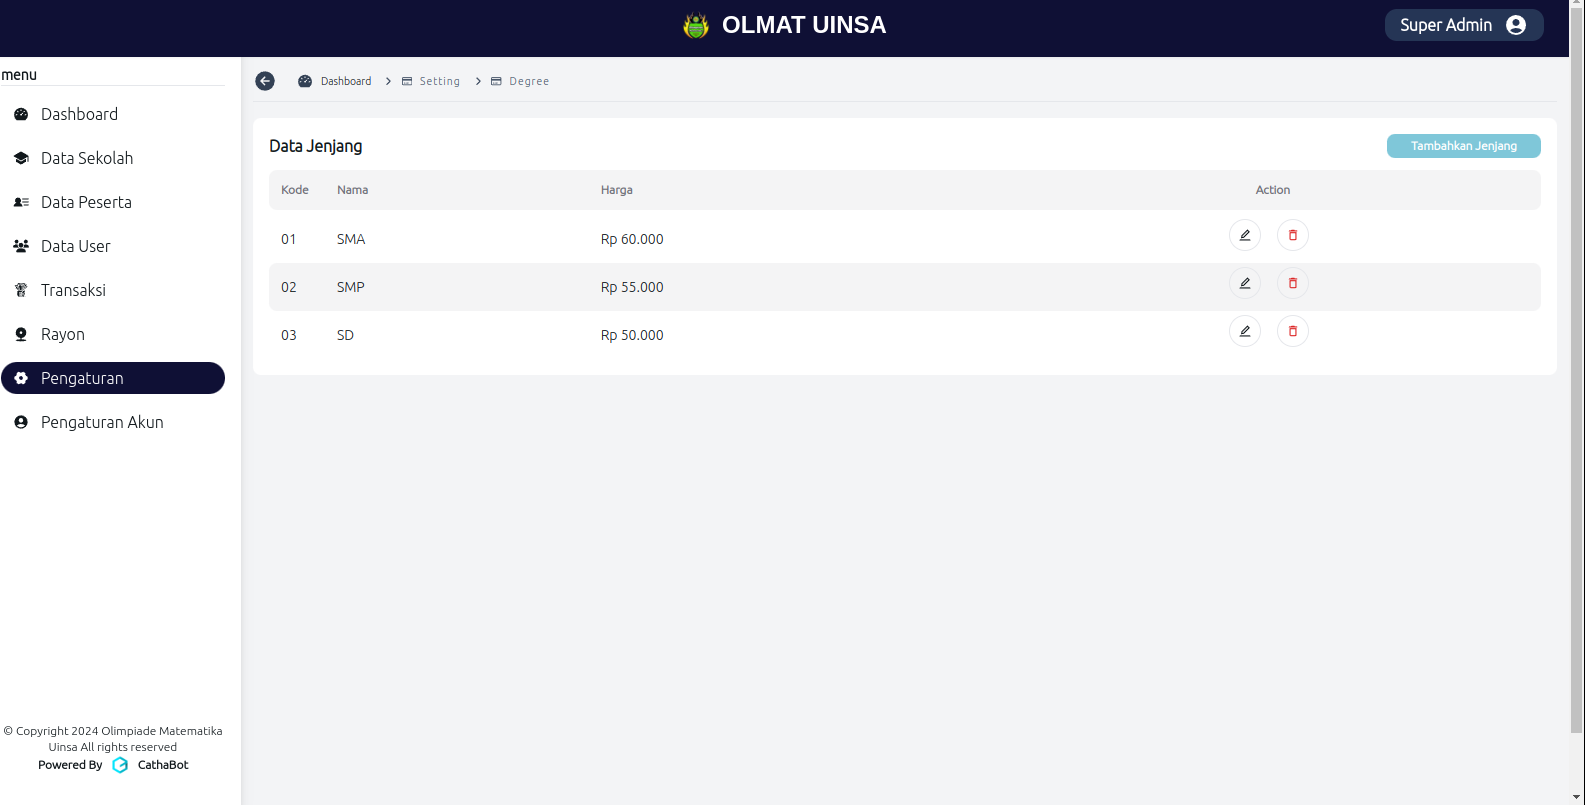 OLMAT UINSA
Super Admin
menu
Dashboard
Data Sekolah
Data Peserta
Data User
Transaksi
Rayon
Pengaturan
Pengaturan Akun
© Copyright 2024 Olimpiade Matematika
Uinsa All rights reserved
Powered By CathaBot
Dashboard Setting Degree
Data Jenjang
Tambahkan Jenjang
Kode Nama Harga Action
01 SMA Rp 60.000
02 SMP Rp 55.000
03 SD Rp 50.000